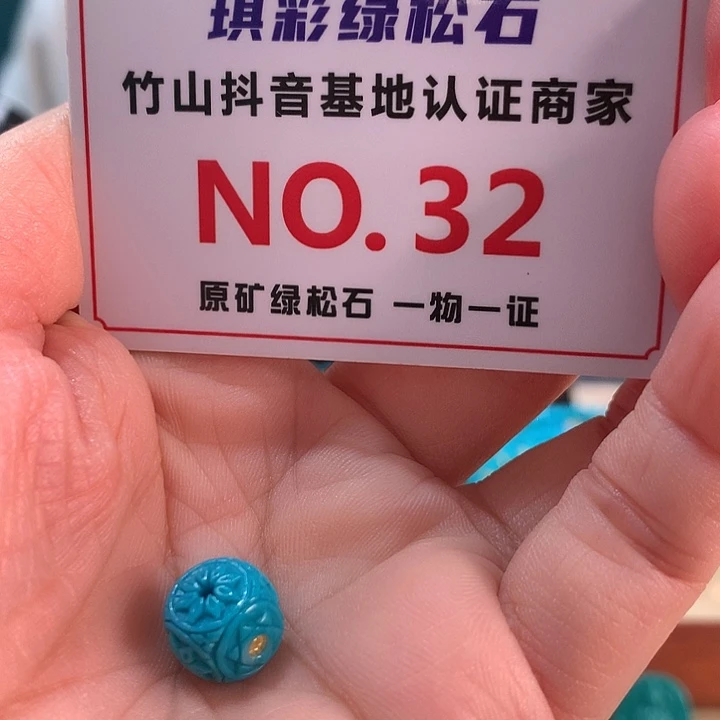 琪彩绿松石
竹山抖音基地认证商家
NO. 32
原矿绿松石 一物一证